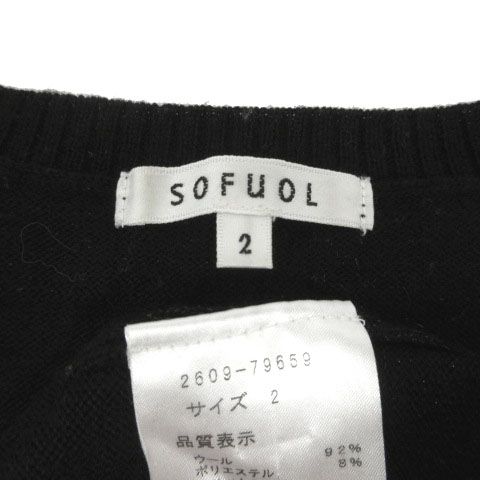 SOFUOL
2
2609-79659
サイズ 2
品質表示
ウール 92%
ポリエステル 8%